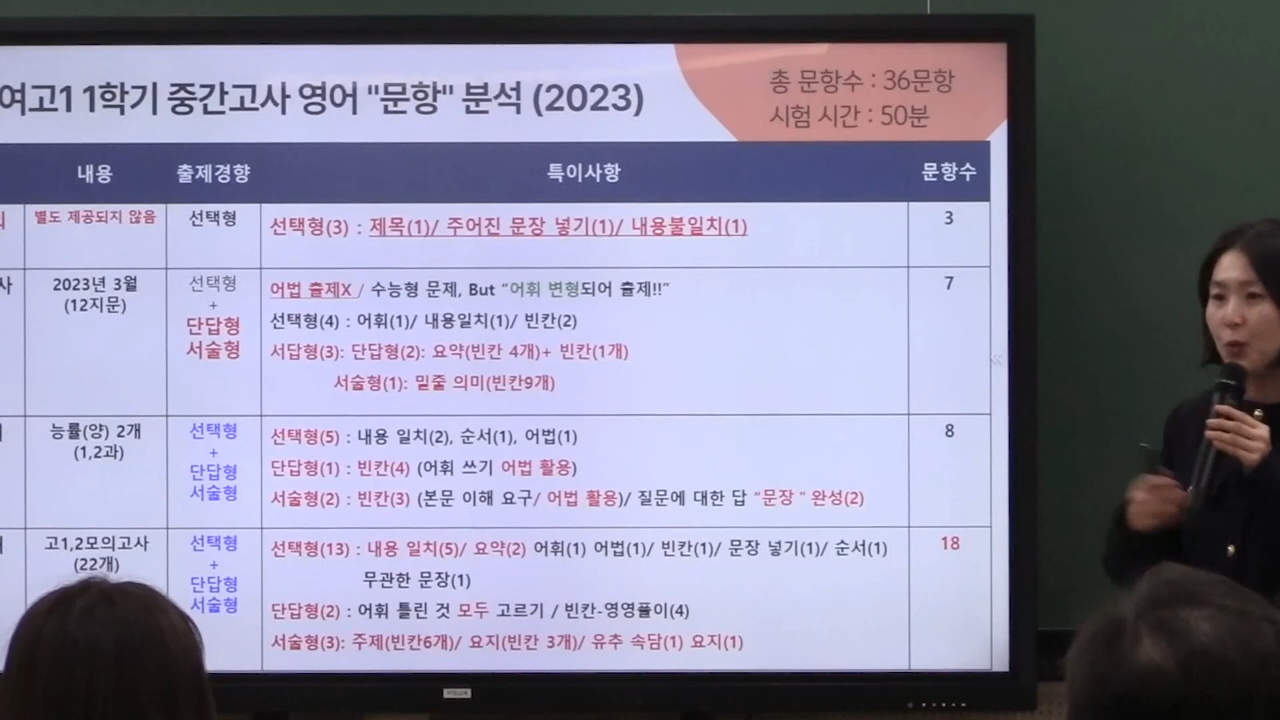 여고1 1학기 중간고사 영어 "문항" 분석 (2023)
총 문항수 : 36문항
시험 시간 : 50분
내용 출제경향 특이사항 문항수
별도 제공되지 않음 선택형 선택형(3) : 제목(1)/ 주어진 문장 넣기(1)/ 내용불일치(1) 3
2023년 3월
(12지문)
선택형
+
단답형
서술형
어법 출제X / 수능형 문제, But “어휘 변형되어 출제!!”
선택형(4) : 어휘(1)/ 내용일치(1)/ 빈칸(2)
서답형(3): 단답형(2): 요약(빈칸 4개)+ 빈칸(1개)
서술형(1): 밑줄 의미(빈칸9개)
7
능률(양) 2개
(1,2과)
선택형
+
단답형
서술형
선택형(5) : 내용 일치(2), 순서(1), 어법(1)
단답형(1) : 빈칸(4) (어휘 쓰기 어법 활용)
서술형(2) : 빈칸(3) (본문 이해 요구/ 어법 활용)/ 질문에 대한 답 “문장 ” 완성(2)
8
고1,2모의고사
(22개)
선택형
+
단답형
서술형
선택형(13) : 내용 일치(5)/ 요약(2) 어휘(1) 어법(1)/ 빈칸(1)/ 문장 넣기(1)/ 순서(1)
무관한 문장(1)
단답형(2) : 어휘 틀린 것 모두 고르기 / 빈칸-영영풀이(4)
서술형(3): 주제(빈칸6개)/ 요지(빈칸 3개)/ 유추 속담(1) 요지(1)
18